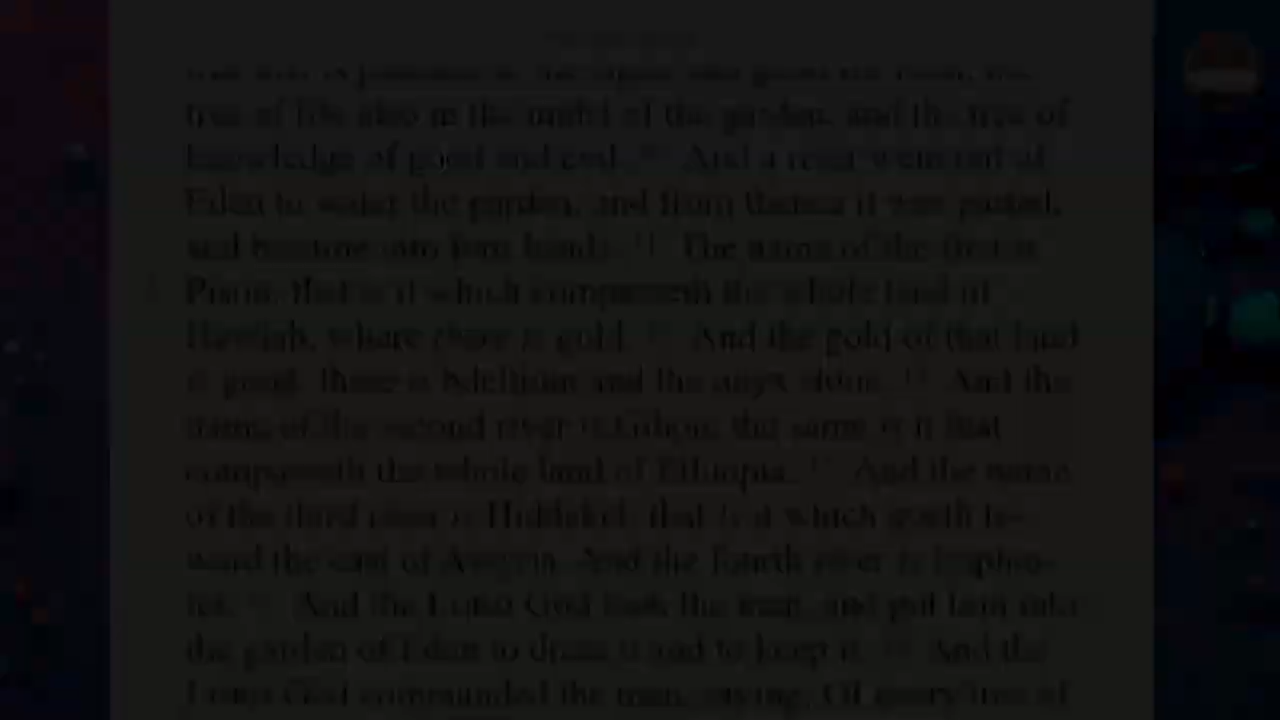 tree of life also in the midst of the garden, and the tree of
knowledge of good and evil. And a river went out of
Eden to water the garden, and from thence it was parted,
and became into four heads. The name of the first is
Pison, that is it which compasseth the whole land of
Havilah, where there is gold. And the gold of that land
is good, there is bdellium and the onyx stone. And the
name of the second river is Gihon, the same is it that
compasseth the whole land of Ethiopia. And the name
of the third river is Hiddekel, that is it which goeth to-
ward the east of Assyria. And the fourth river is Euphra-
tes. And the Lord God took the man, and put him into
the garden of Eden to dress it and to keep it. And the
Lord God commanded the man, saying, Of every tree of